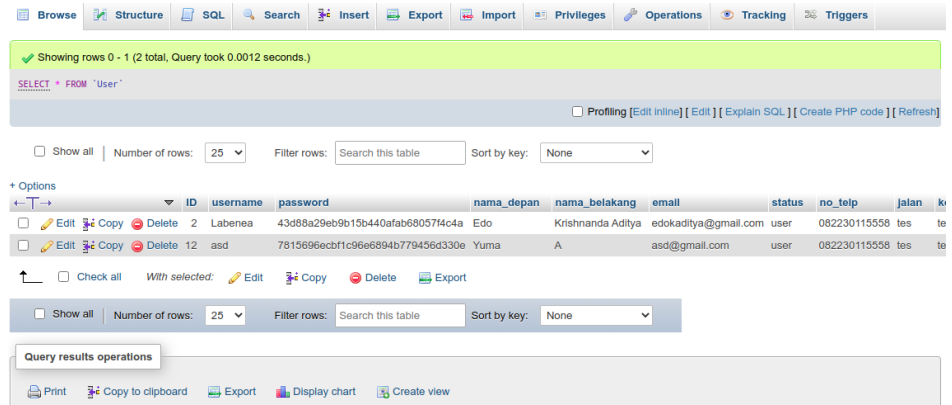 Browse Structure SQL Search Insert Export Import Privileges Operations Tracking Triggers
Showing rows 0 - 1 (2 total, Query took 0.0012 seconds.)
SELECT * FROM `User`
Profiling [Edit inline] [ Edit ] [ Explain SQL ] [ Create PHP code ] [ Refresh]
Show all | Number of rows: 25 Filter rows: Search this table Sort by key: None
+ Options
←T→ ID username password nama_depan nama_belakang email status no_telp jalan
Edit Copy Delete 2 Labenea 43d88a29eb9b15b440afab68057f4c4a Edo Krishnanda Aditya edokaditya@gmail.com user 082230115558 tes te
Edit Copy Delete 12 asd 7815696ecbf1c96e6894b779456d330e Yuma A asd@gmail.com user 082230115558 tes te
Check all With selected: Edit Copy Delete Export
Show all | Number of rows: 25 Filter rows: Search this table Sort by key: None
Query results operations
Print Copy to clipboard Export Display chart Create view